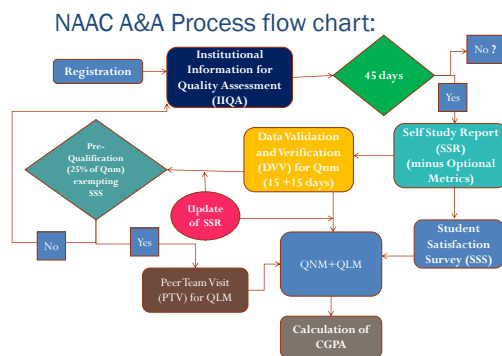 NAAC A&A Process flow chart:
Registration
Institutional
Information for
Quality Assessment
(IIQA)
45 days
No ?
Yes
Self Study Report
(SSR)
(minus Optional
Metrics)
Data Validation
and Verification
(DVV) for Qnm
(15 +15 days)
Pre-
Qualification
(25% of Qnm)
exempting
SSS
Update
of SSR
No
Yes
Student
Satisfaction
Survey (SSS)
QNM+QLM
Peer Team Visit
(PTV) for QLM
Calculation of
CGPA